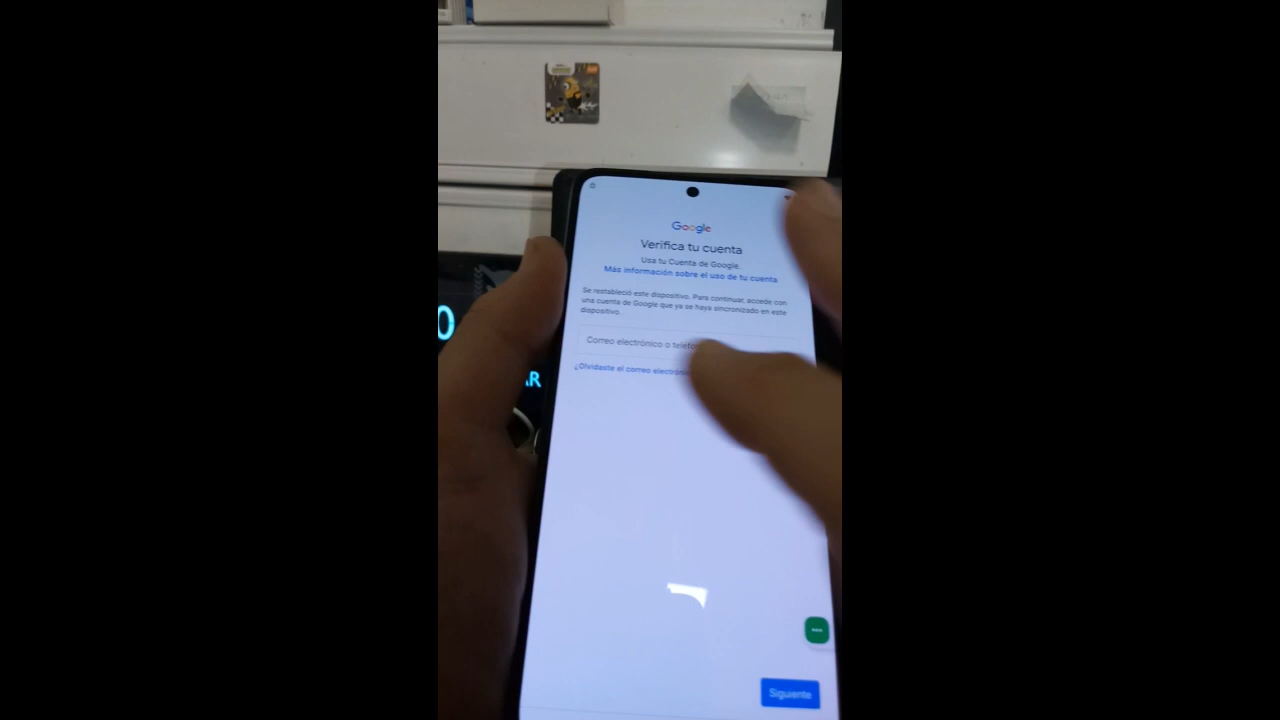 Google
Verifica tu cuenta
Usa tu Cuenta de Google.
Más información sobre el uso de tu cuenta
Se restableció este dispositivo. Para continuar, accede con
una cuenta de Google que ya se haya sincronizado en este
dispositivo.
0
Correo electrónico o
¿Olvidaste el correo
AR
Siguiente